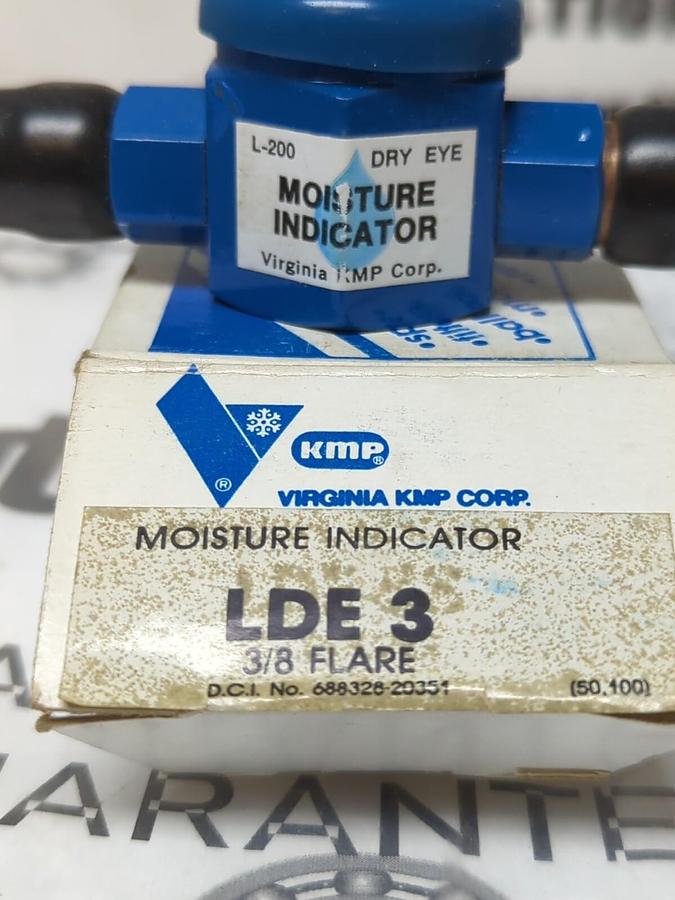 L-200 DRY EYE
MOISTURE
INDICATOR
Virginia KMP Corp.
KMP®
®
VIRGINIA KMP CORP.
MOISTURE INDICATOR
LDE 3
3/8 FLARE
D.C.I. No. 688328-20351 (50,100)